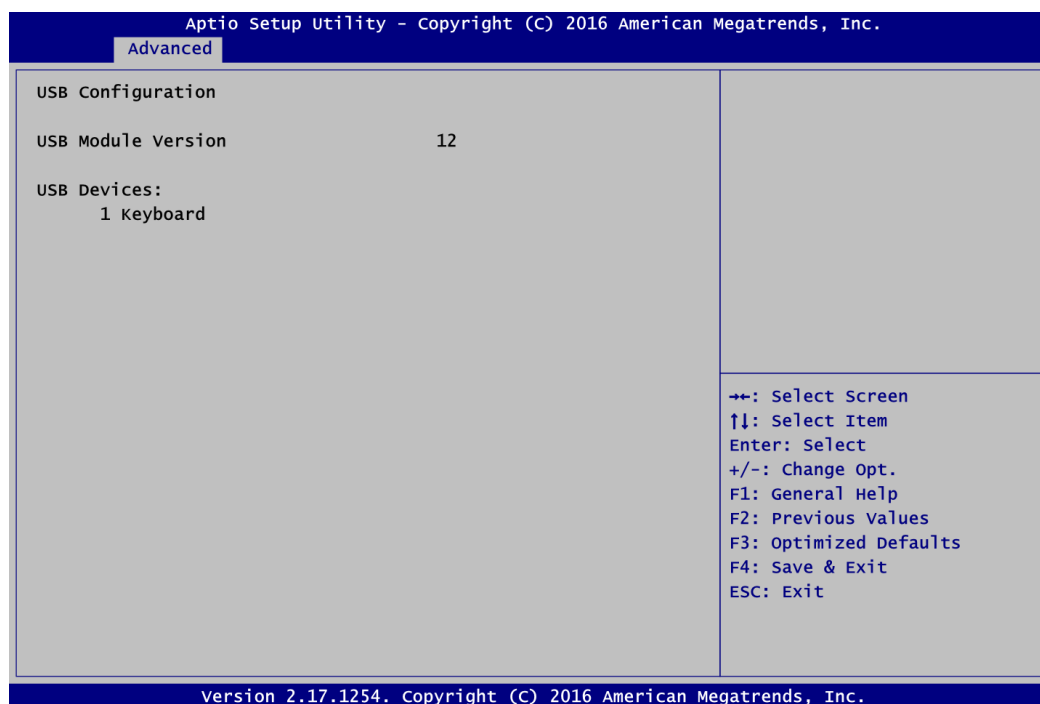 Aptio Setup Utility - Copyright (C) 2016 American Megatrends, Inc.
Advanced
USB Configuration
USB Module Version 12
USB Devices:
1 Keyboard
→←: Select Screen
↑↓: Select Item
Enter: Select
+/-: Change Opt.
F1: General Help
F2: Previous Values
F3: Optimized Defaults
F4: Save & Exit
ESC: Exit
Version 2.17.1254. Copyright (C) 2016 American Megatrends, Inc.